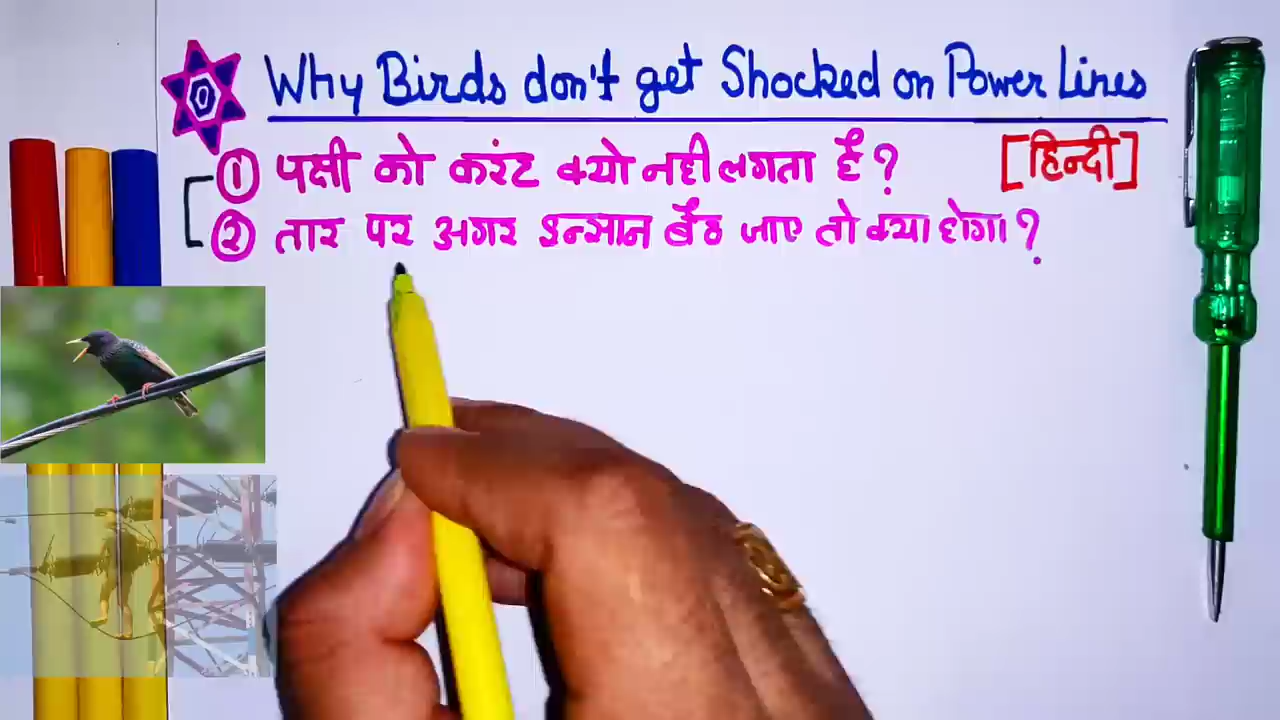 Why Birds don't get Shocked on Power Lines
① पक्षी को करंट क्यो नही लगता है?
[हिन्दी]
② तार पर अगर इन्सान बैठ जाए तो क्या होगा?